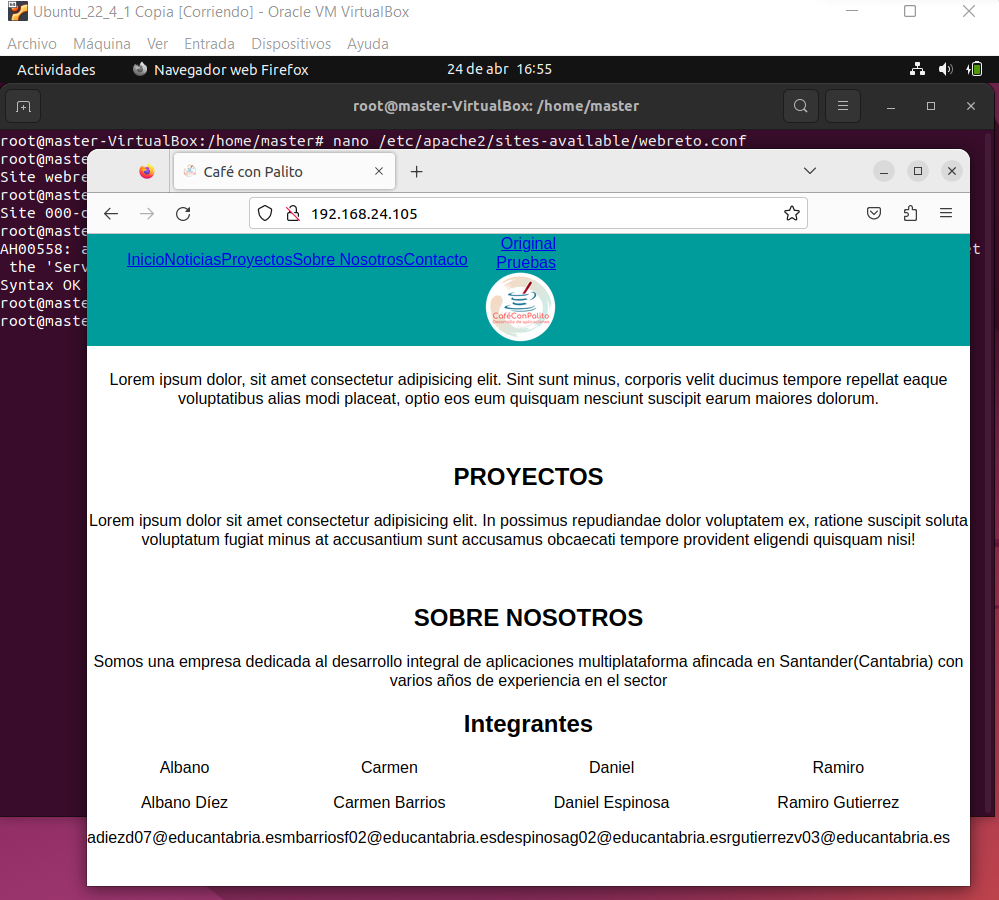 Ubuntu_22_4_1 Copia [Corriendo] - Oracle VM VirtualBox
Archivo Máquina Ver Entrada Dispositivos Ayuda
Actividades Navegador web Firefox 24 de abr 16:55
root@master-VirtualBox: /home/master
root@master-VirtualBox:/home/master# nano /etc/apache2/sites-available/webreto.conf
root@maste
Site webre
root@maste
Site 000-c
root@maste
AH00558: a t
the 'Serv
Syntax OK
root@maste
root@maste
Café con Palito
192.168.24.105
Original
InicioNoticiasProyectosSobre NosotrosContacto
Pruebas
CaféConPalito
Desarrollo de aplicaciones
Lorem ipsum dolor, sit amet consectetur adipisicing elit. Sint sunt minus, corporis velit ducimus tempore repellat eaque
voluptatibus alias modi placeat, optio eos eum quisquam nesciunt suscipit earum maiores dolorum.
PROYECTOS
Lorem ipsum dolor sit amet consectetur adipisicing elit. In possimus repudiandae dolor voluptatem ex, ratione suscipit soluta
voluptatum fugiat minus at accusantium sunt accusamus obcaecati tempore provident eligendi quisquam nisi!
SOBRE NOSOTROS
Somos una empresa dedicada al desarrollo integral de aplicaciones multiplataforma afincada en Santander(Cantabria) con
varios años de experiencia en el sector
Integrantes
Albano Carmen Daniel Ramiro
Albano Díez Carmen Barrios Daniel Espinosa Ramiro Gutierrez
adiezd07@educantabria.esmbarriosf02@educantabria.esdespinosag02@educantabria.esrgutierrezv03@educantabria.es